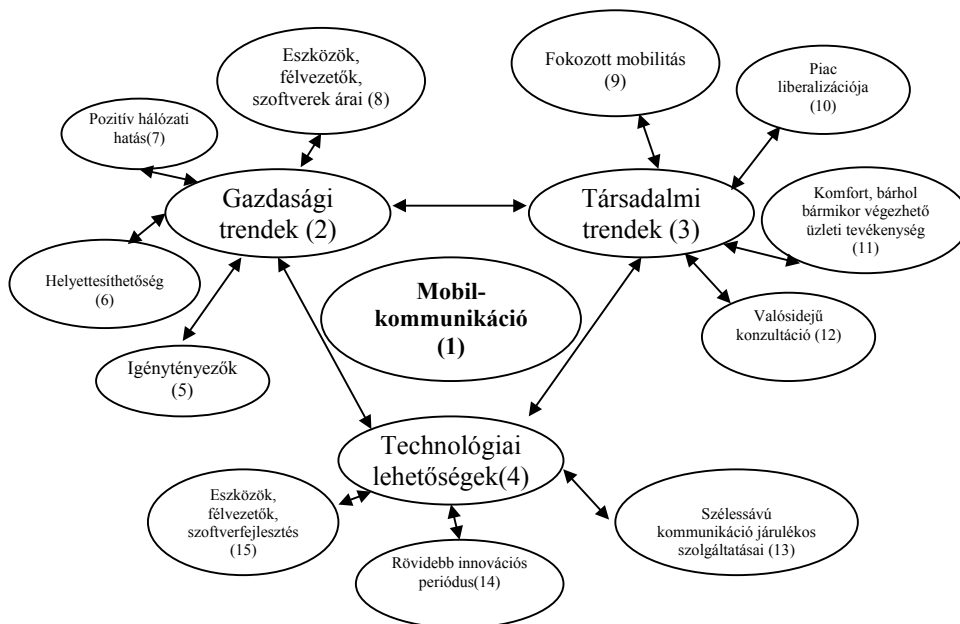 Eszközök,
félvezetők,
szoftverek árai (8)
Fokozott mobilitás
(9)
Piac
liberalizációja
(10)
Pozitív hálózati
hatás(7)
Gazdasági
trendek (2)
Társadalmi
trendek (3)
Komfort, bárhol
bármikor végezhető
üzleti tevékenység
(11)
Helyettesíthetőség
(6)
Mobil-
kommunikáció
(1)
Valósidejű
konzultáció (12)
Igénytényezők
(5)
Technológiai
lehetőségek(4)
Eszközök,
félvezetők,
szoftverfejlesztés
(15)
Szélessávú
kommunikáció járulékos
szolgáltatásai (13)
Rövidebb innovációs
periódus(14)